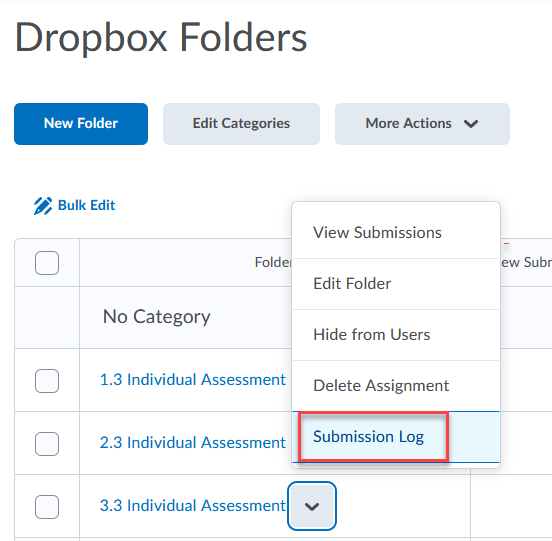 Dropbox Folders
New Folder
Edit Categories
More Actions
Bulk Edit
View Submissions
Edit Folder
Hide from Users
Delete Assignment
Submission Log
No Category
1.3 Individual Assessment
2.3 Individual Assessment
3.3 Individual Assessment